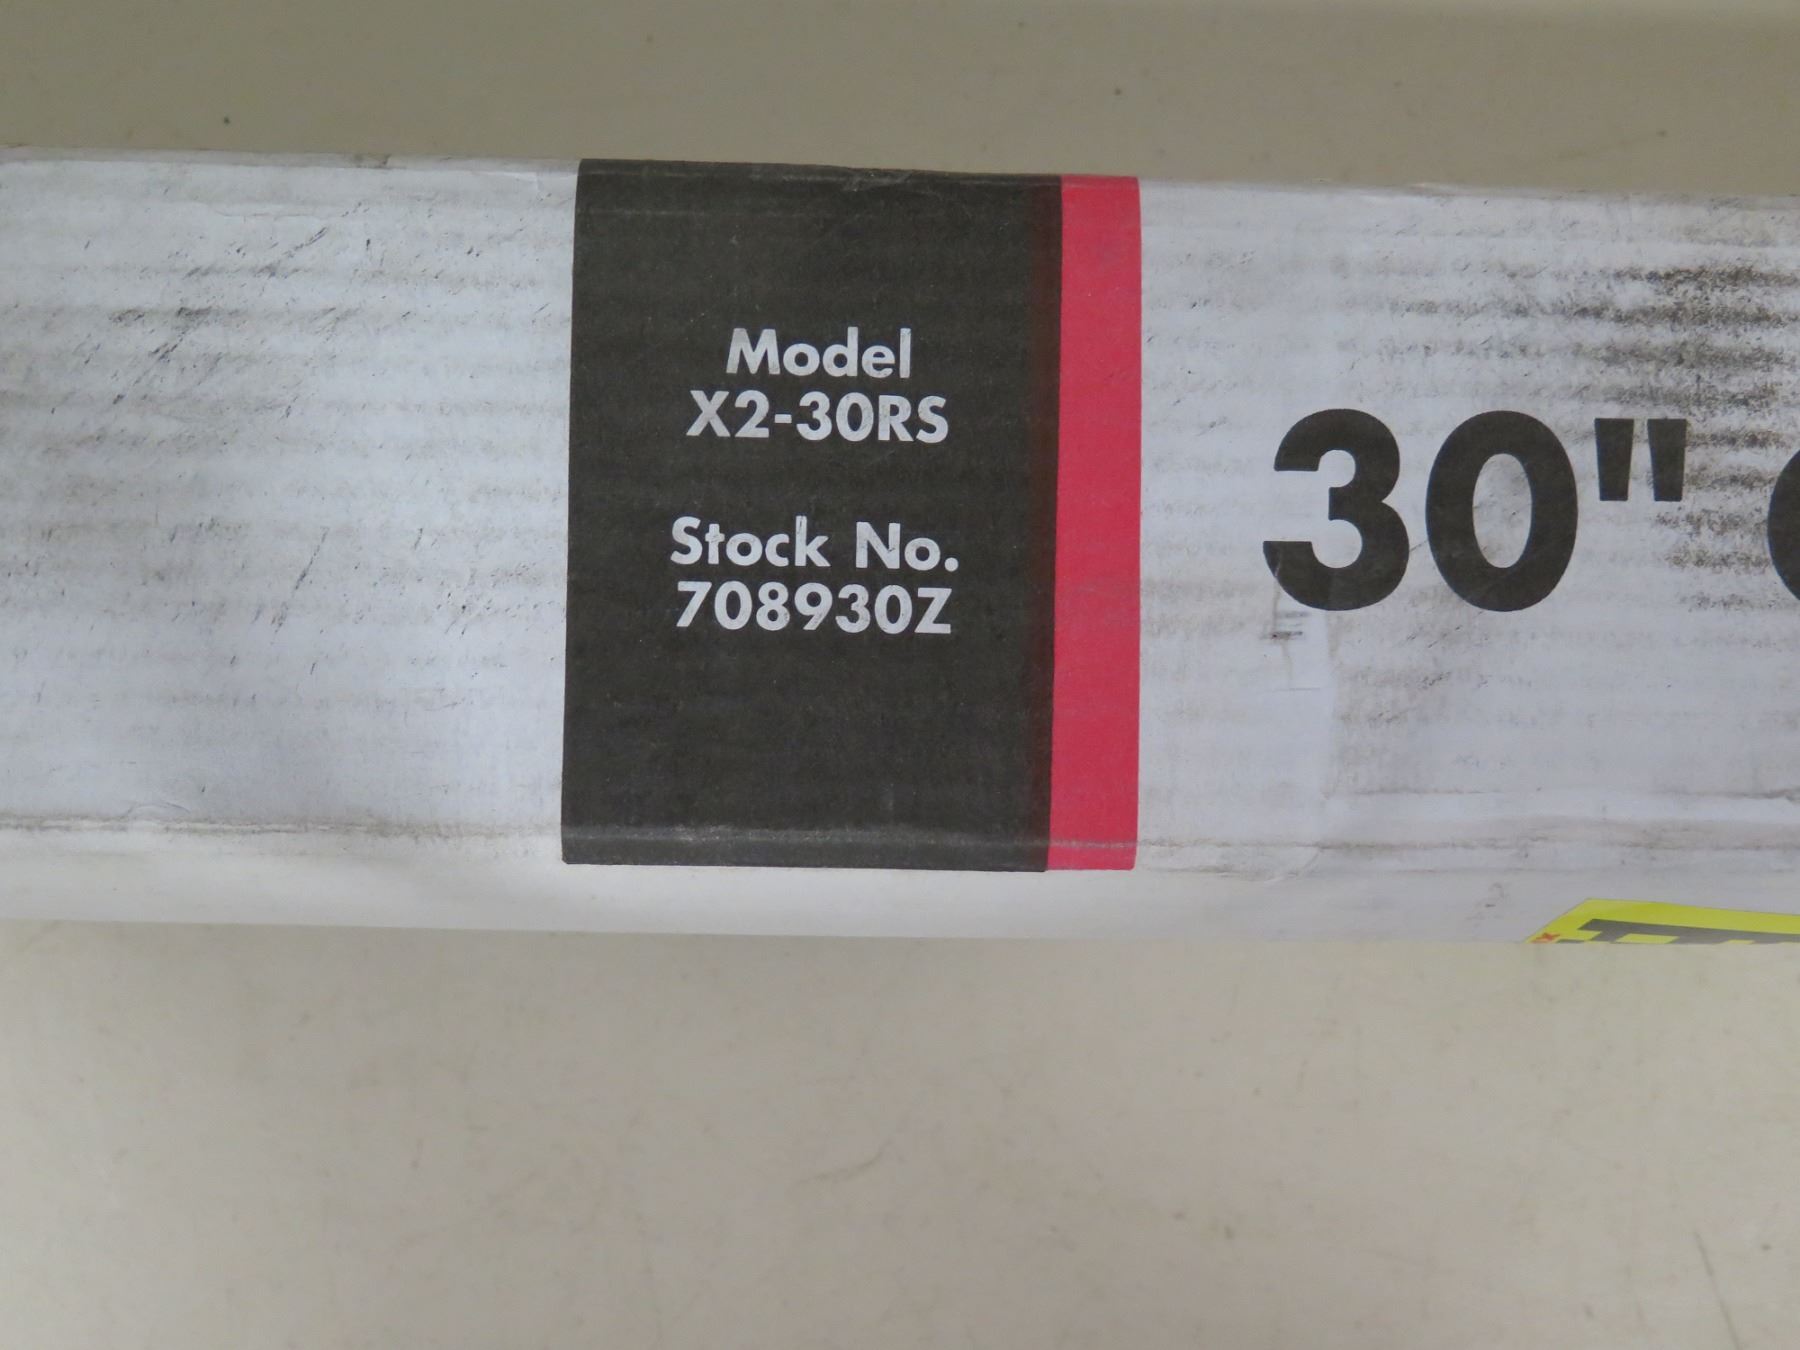 Model
X2-30RS
Stock No.
708930Z
30"